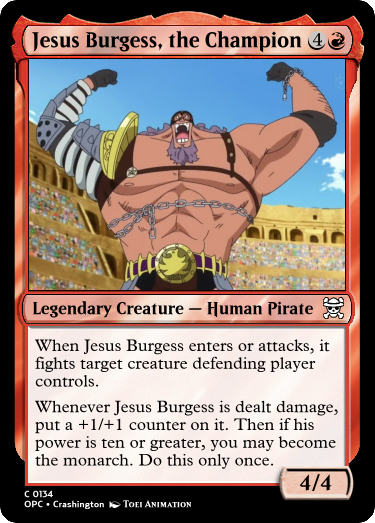 Jesus Burgess, the Champion 4
Legendary Creature — Human Pirate
When Jesus Burgess enters or attacks, it
fights target creature defending player
controls.
Whenever Jesus Burgess is dealt damage,
put a +1/+1 counter on it. Then if his
power is ten or greater, you may become
the monarch. Do this only once.
4/4
C 0134
OPC • Crashington TOEI ANIMATION